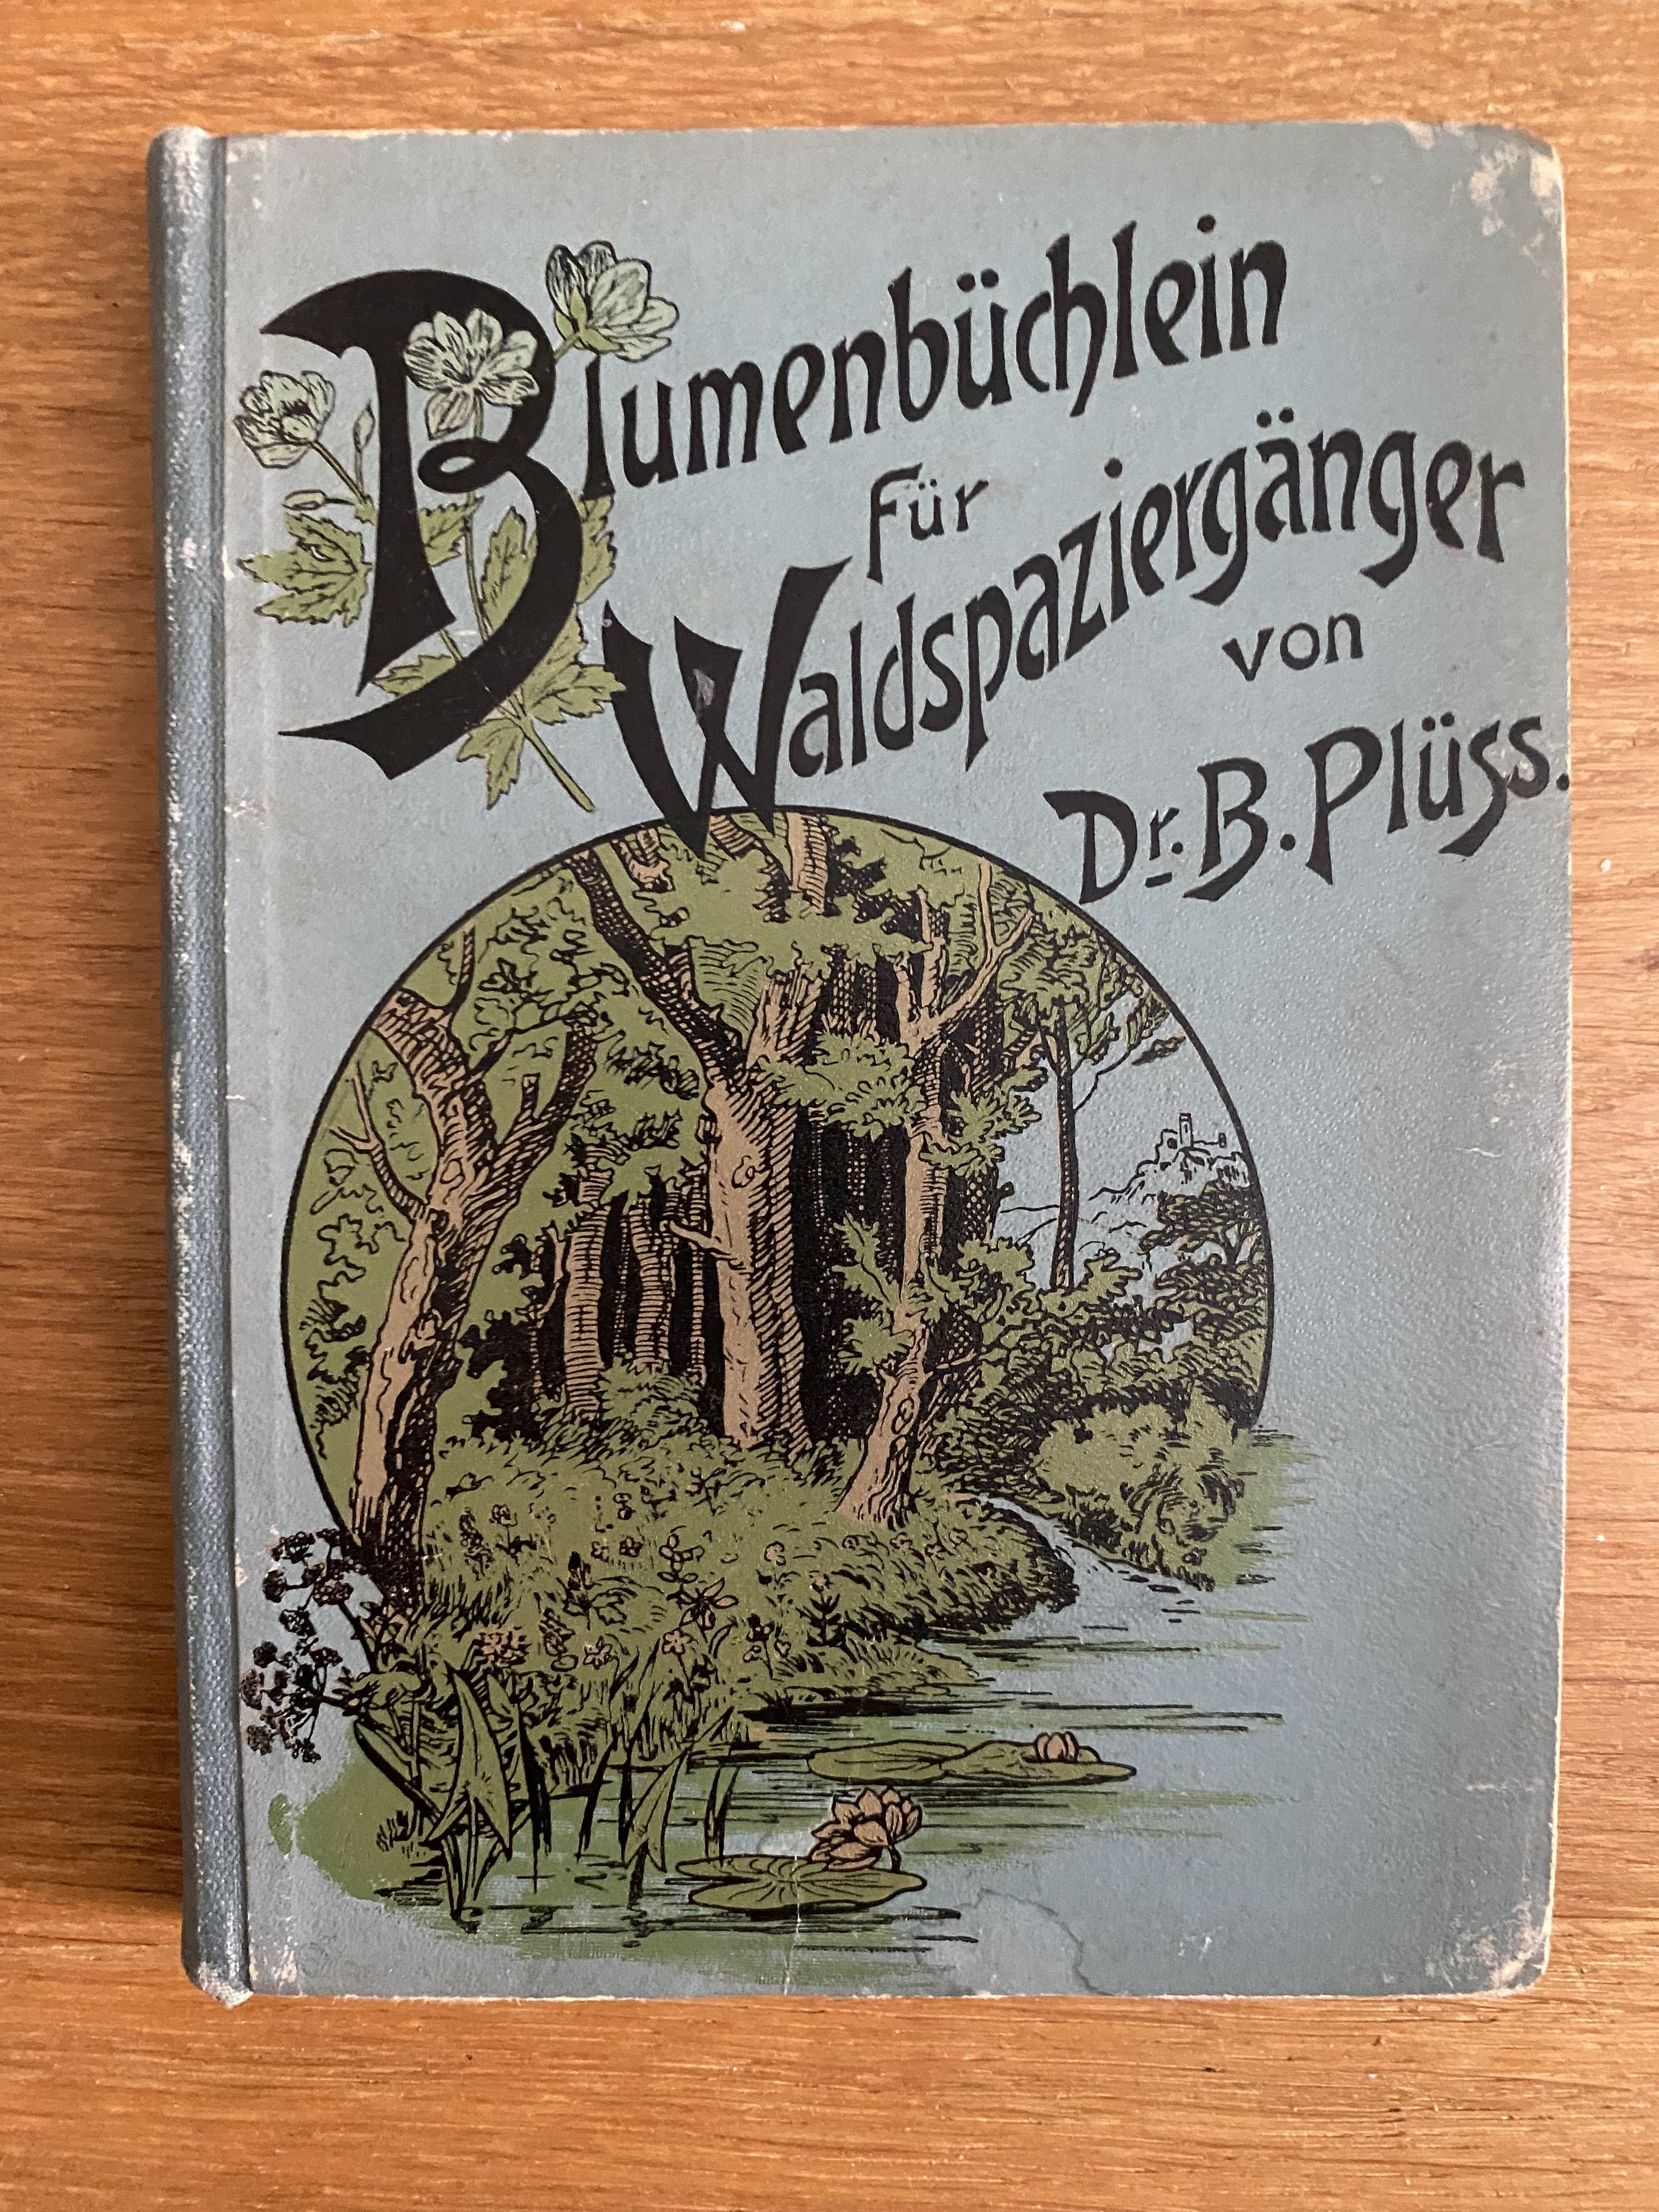 Blumenbüchlein
Für
Waldspaziergänger
von
Dr. B. Plüss.